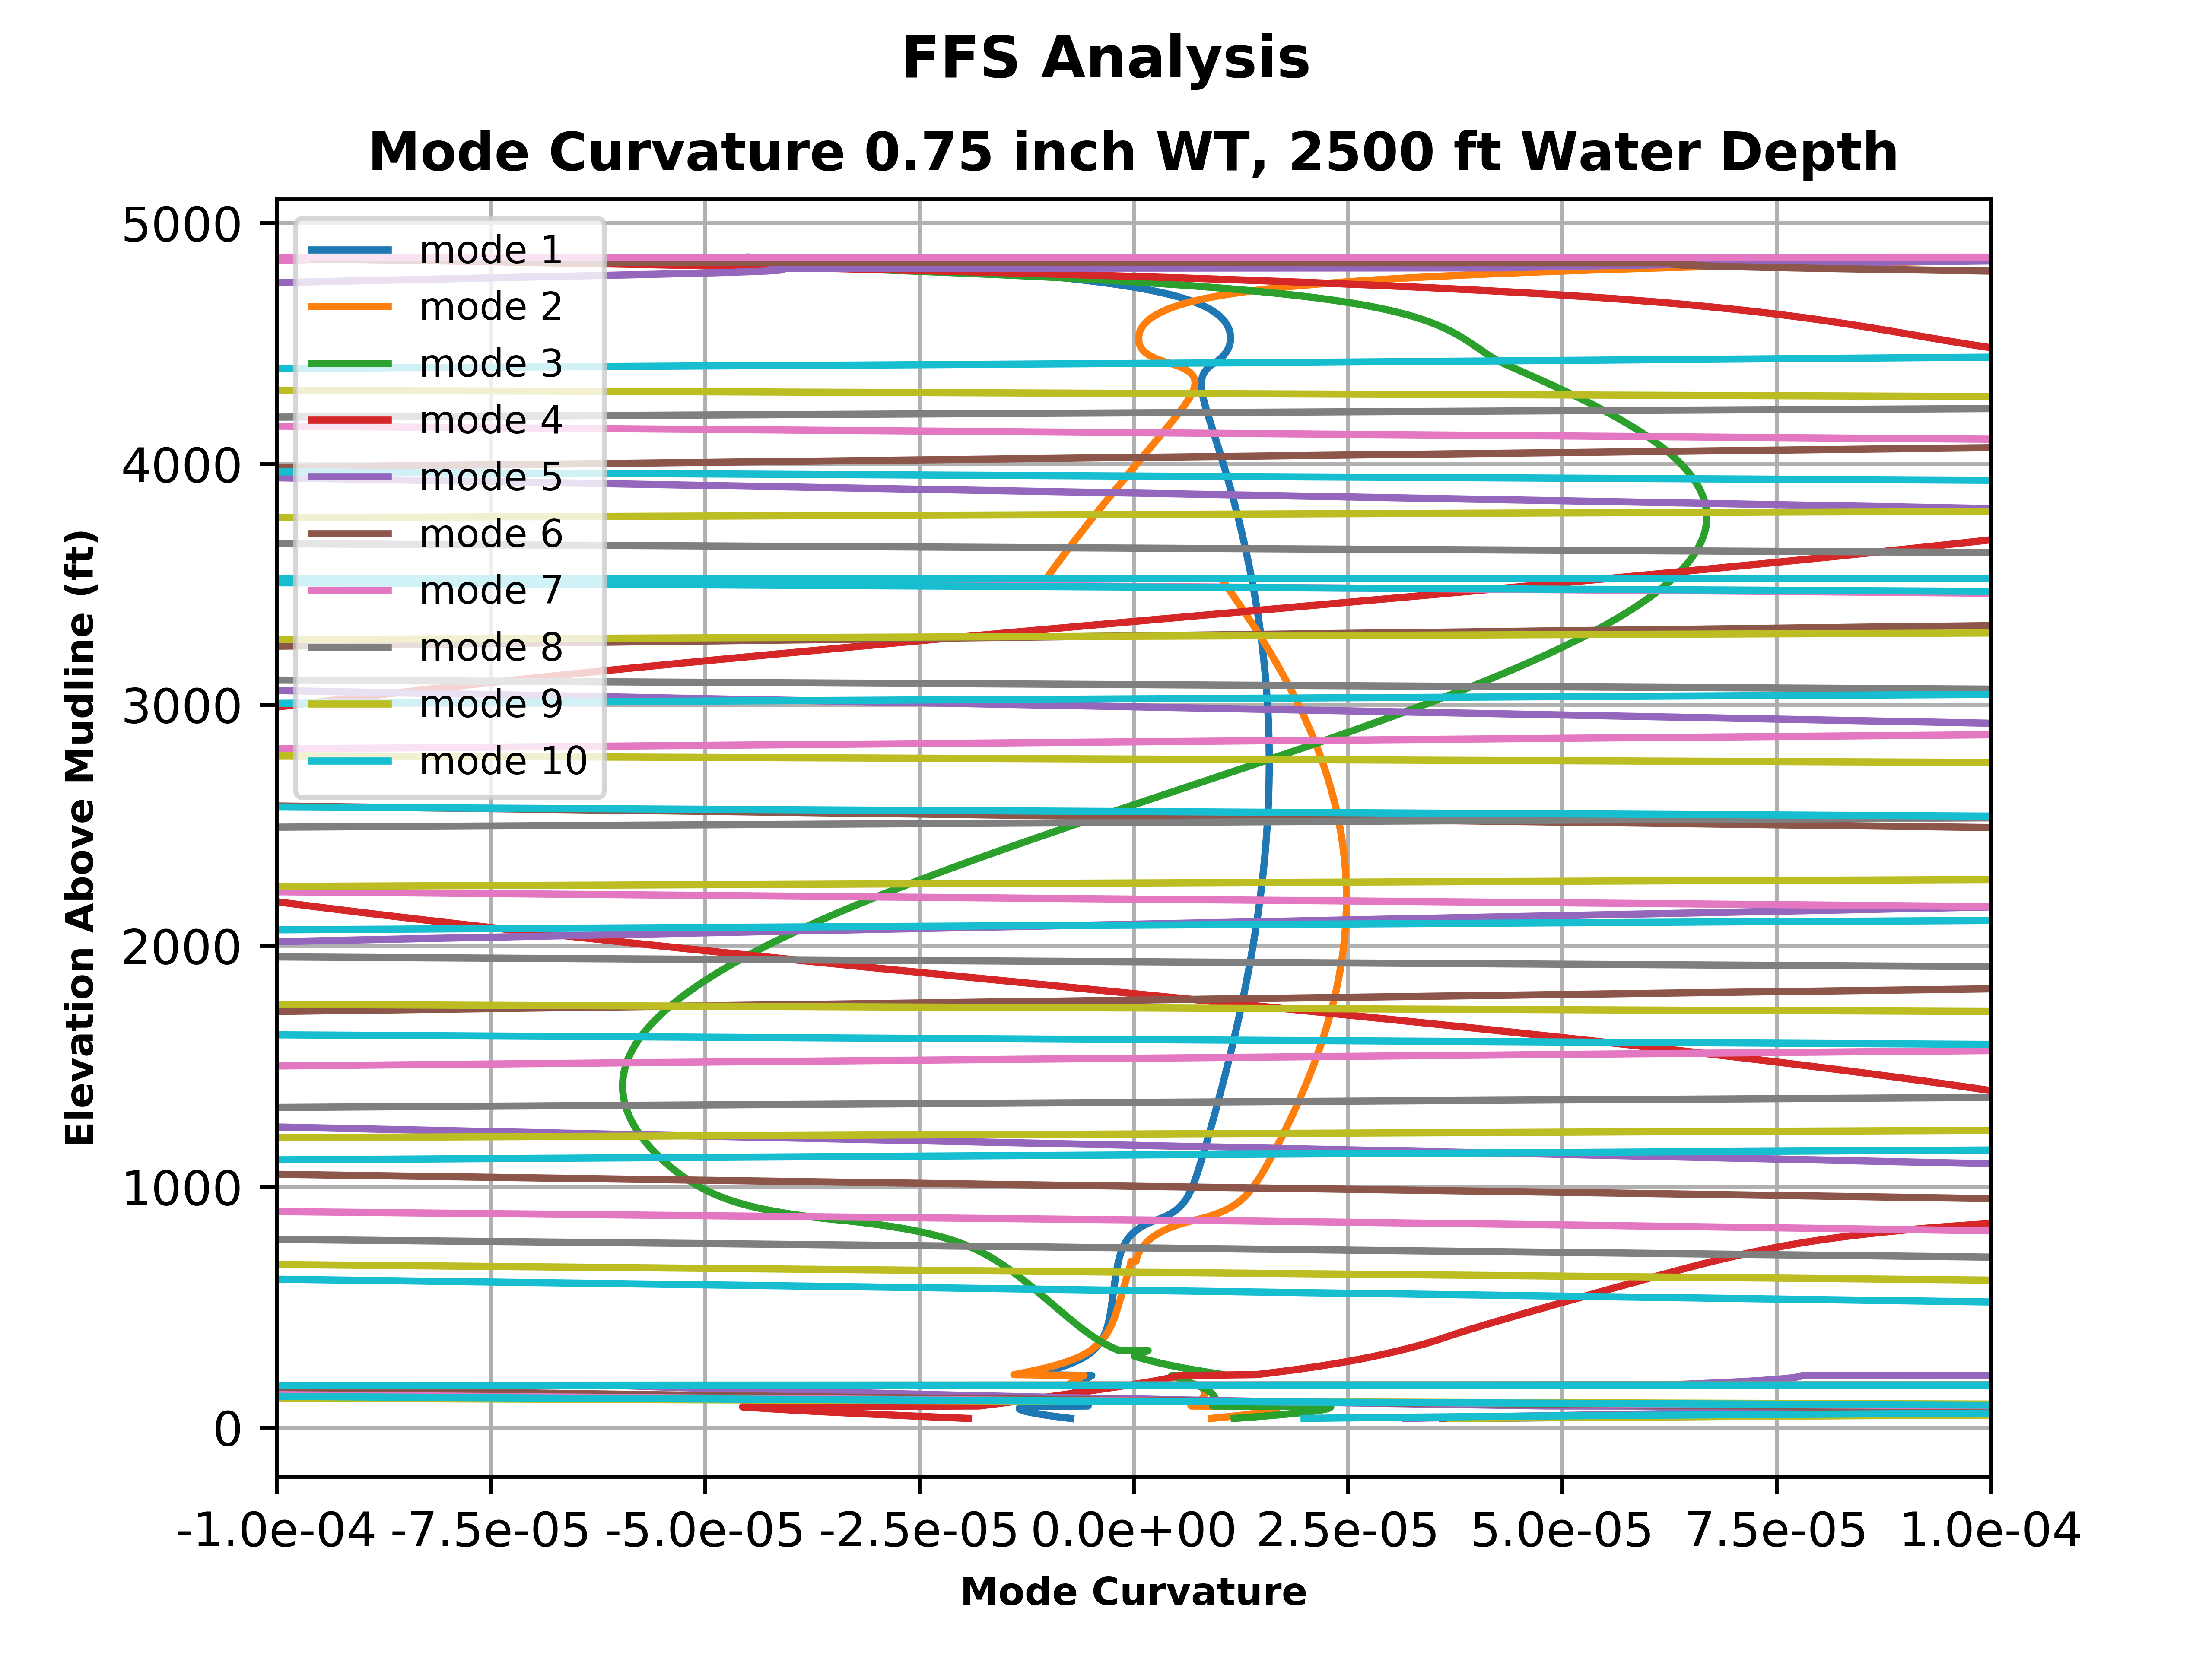 FFS Analysis
Mode Curvature 0.75 inch WT, 2500 ft Water Depth
Elevation Above Mudline (ft)
5000
4000
3000
2000
1000
0
mode 1
mode 2
mode 3
mode 4
mode 5
mode 6
mode 7
mode 8
mode 9
mode 10
-1.0e-04 -7.5e-05 -5.0e-05 -2.5e-05 0.0e+00 2.5e-05 5.0e-05 7.5e-05 1.0e-04
Mode Curvature